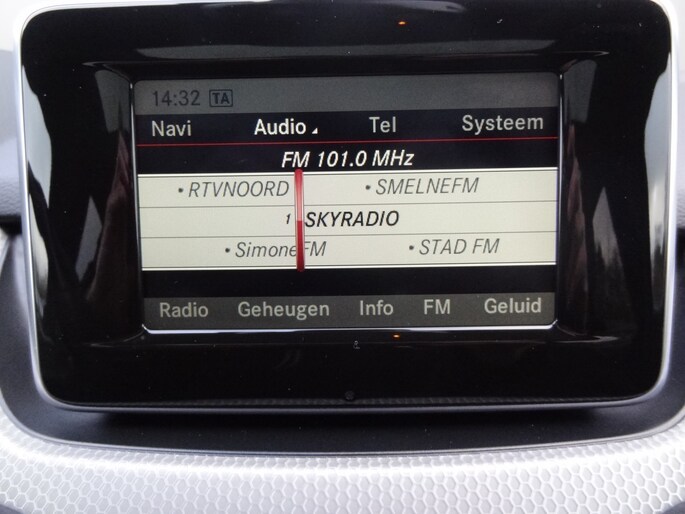 14:32 TA
Navi Audio Tel Systeem
FM 101.0 MHz
• RTVNOORD • SMELNEFM
1 SKYRADIO
• SimoneFM • STAD FM
Radio Geheugen Info FM Geluid